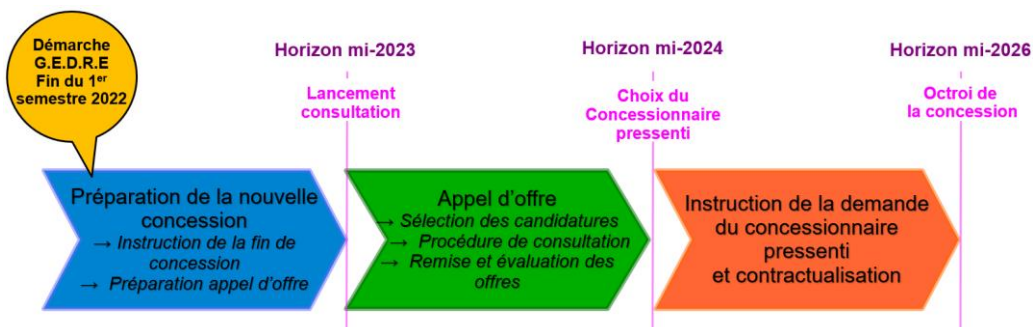 Démarche
G.E.D.R.E
Fin du 1er
semestre 2022
Horizon mi-2023
Lancement
consultation
Horizon mi-2024
Choix du
Concessionnaire
pressenti
Horizon mi-2026
Octroi de
la concession
Préparation de la nouvelle
concession
→ Instruction de la fin de
concession
→ Préparation appel d'offre
Appel d'offre
→ Sélection des candidatures
→ Procédure de consultation
→ Remise et évaluation des
offres
Instruction de la demande
du concessionnaire
pressenti
et contractualisation